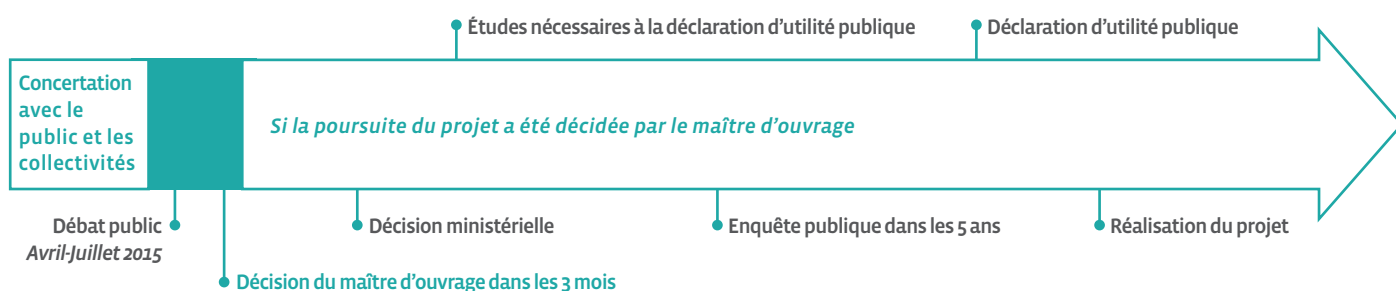 Études nécessaires à la déclaration d’utilité publique
Déclaration d’utilité publique
Concertation
avec le
public et les
collectivités
Si la poursuite du projet a été décidée par le maître d’ouvrage
Débat public
Avril-Juillet 2015
Décision ministérielle
Enquête publique dans les 5 ans
Réalisation du projet
Décision du maître d’ouvrage dans les 3 mois